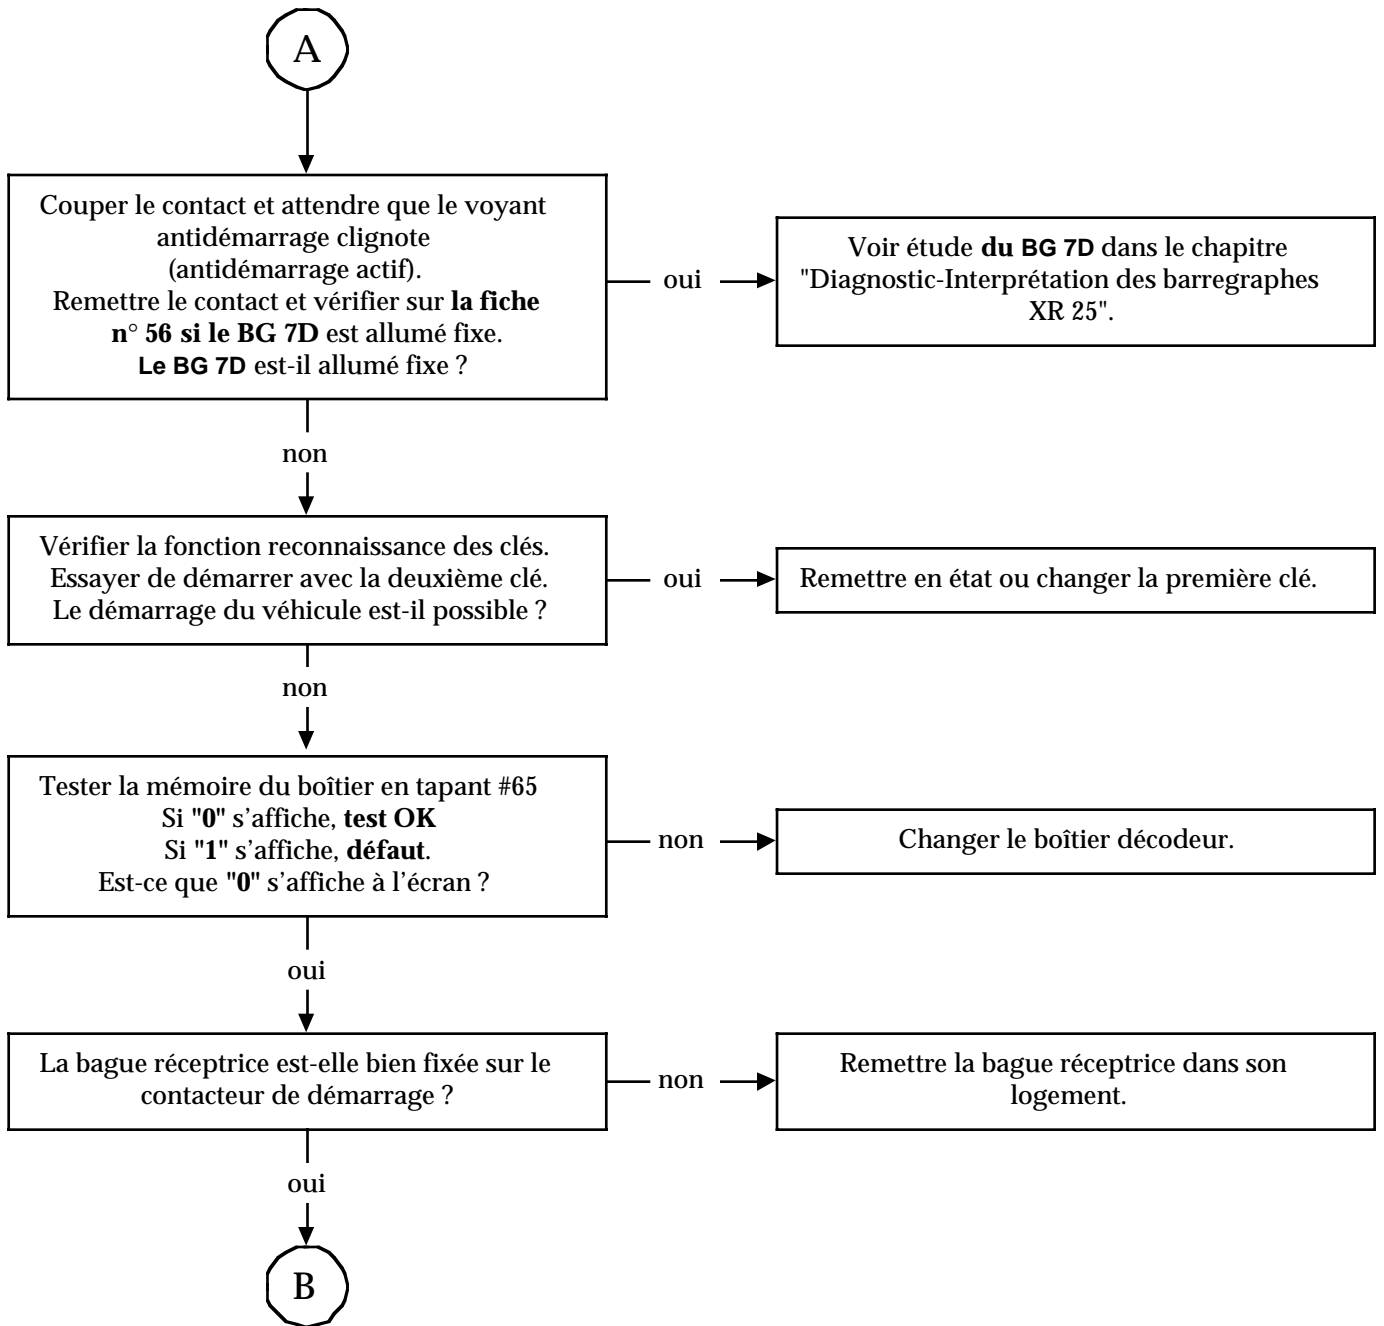 A
Couper le contact et attendre que le voyant
antidémarrage clignote
(antidémarrage actif).
Remettre le contact et vérifier sur la fiche
n° 56 si le BG 7D est allumé fixe.
Le BG 7D est-il allumé fixe ?
oui
Voir étude du BG 7D dans le chapitre
"Diagnostic-Interprétation des barregraphes
XR 25".
non
Vérifier la fonction reconnaissance des clés.
Essayer de démarrer avec la deuxième clé.
Le démarrage du véhicule est-il possible ?
oui
Remettre en état ou changer la première clé.
non
Tester la mémoire du boîtier en tapant #65
Si "0" s’affiche, test OK
Si "1" s’affiche, défaut.
Est-ce que "0" s’affiche à l’écran ?
non
Changer le boîtier décodeur.
oui
La bague réceptrice est-elle bien fixée sur le
contacteur de démarrage ?
non
Remettre la bague réceptrice dans son
logement.
oui
B